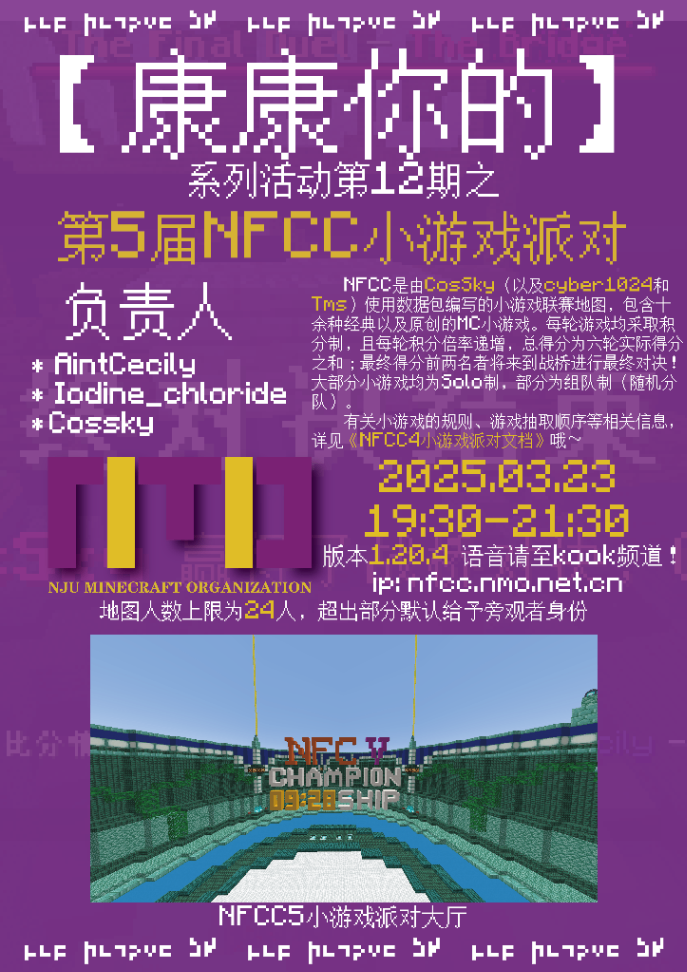 The Final Duel - The Bridge
【康康你的】
系列活动第12期之
第5届NFCC小游戏派对
负责人
* AintCecily
* Iodine_chloride
*Cossky
NFCC是由CosSky（以及cyber1024和
Tms）使用数据包编写的小游戏联赛地图，包含十
余种经典以及原创的MC小游戏。每轮游戏均采取积
分制，且每轮积分倍率递增，总得分为六轮实际得分
之和；最终得分前两名者将来到战桥进行最终对决！
大部分小游戏均为Solo制，部分为组队制（随机分
队）。
有关小游戏的规则、游戏抽取顺序等相关信息，
详见《NFCC4小游戏派对文档》哦～
NJU MINECRAFT ORGANIZATION
2025.03.23
19:30-21:30
版本1.20.4 语音请至kook频道！
ip:nfcc.nmo.net.cn
地图人数上限为24人，超出部分默认给予旁观者身份
NFC V
CHAMPION
09:28SHIP
NFCC5小游戏派对大厅